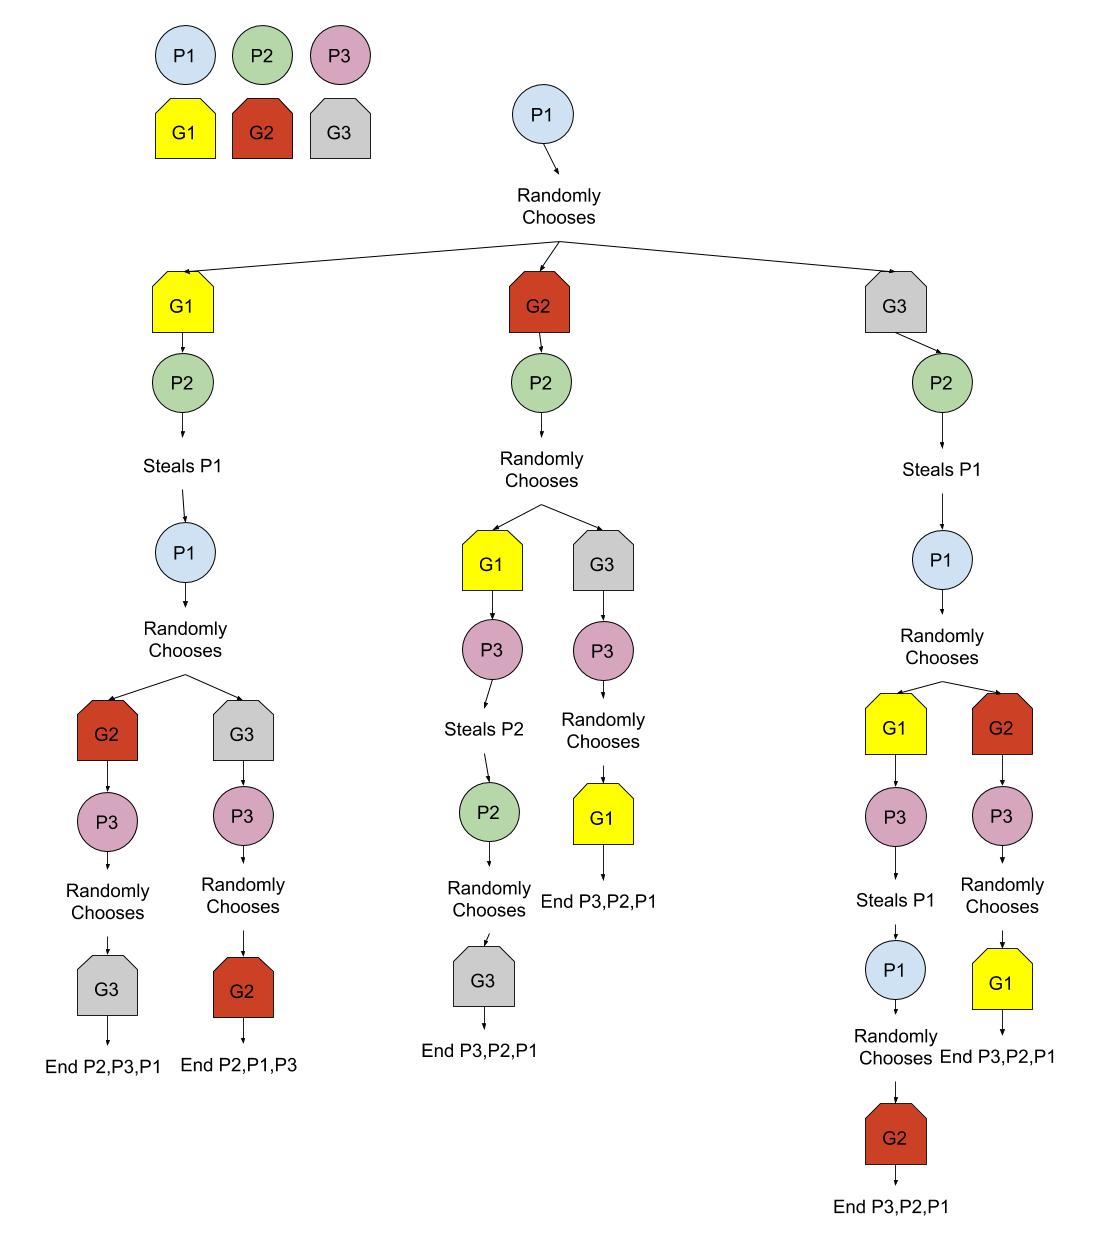 P1 P2 P3
G1 G2 G3
P1
Randomly
Chooses
G1 G2 G3
P2 P2 P2
Steals P1
Randomly
Chooses
Steals P1
P1
G1 G3
P1
Randomly
Chooses
P3 P3
Randomly
Chooses
G2 G3
Steals P2
Randomly
Chooses
G1 G2
P3 P3
P2
G1
P3 P3
Randomly
Chooses
Randomly
Chooses
Randomly
Chooses
End P3,P2,P1
Steals P1
Randomly
Chooses
G3 G2
G3
P1
G1
End P2,P3,P1
End P2,P1,P3
End P3,P2,P1
Randomly
Chooses
End P3,P2,P1
G2
End P3,P2,P1